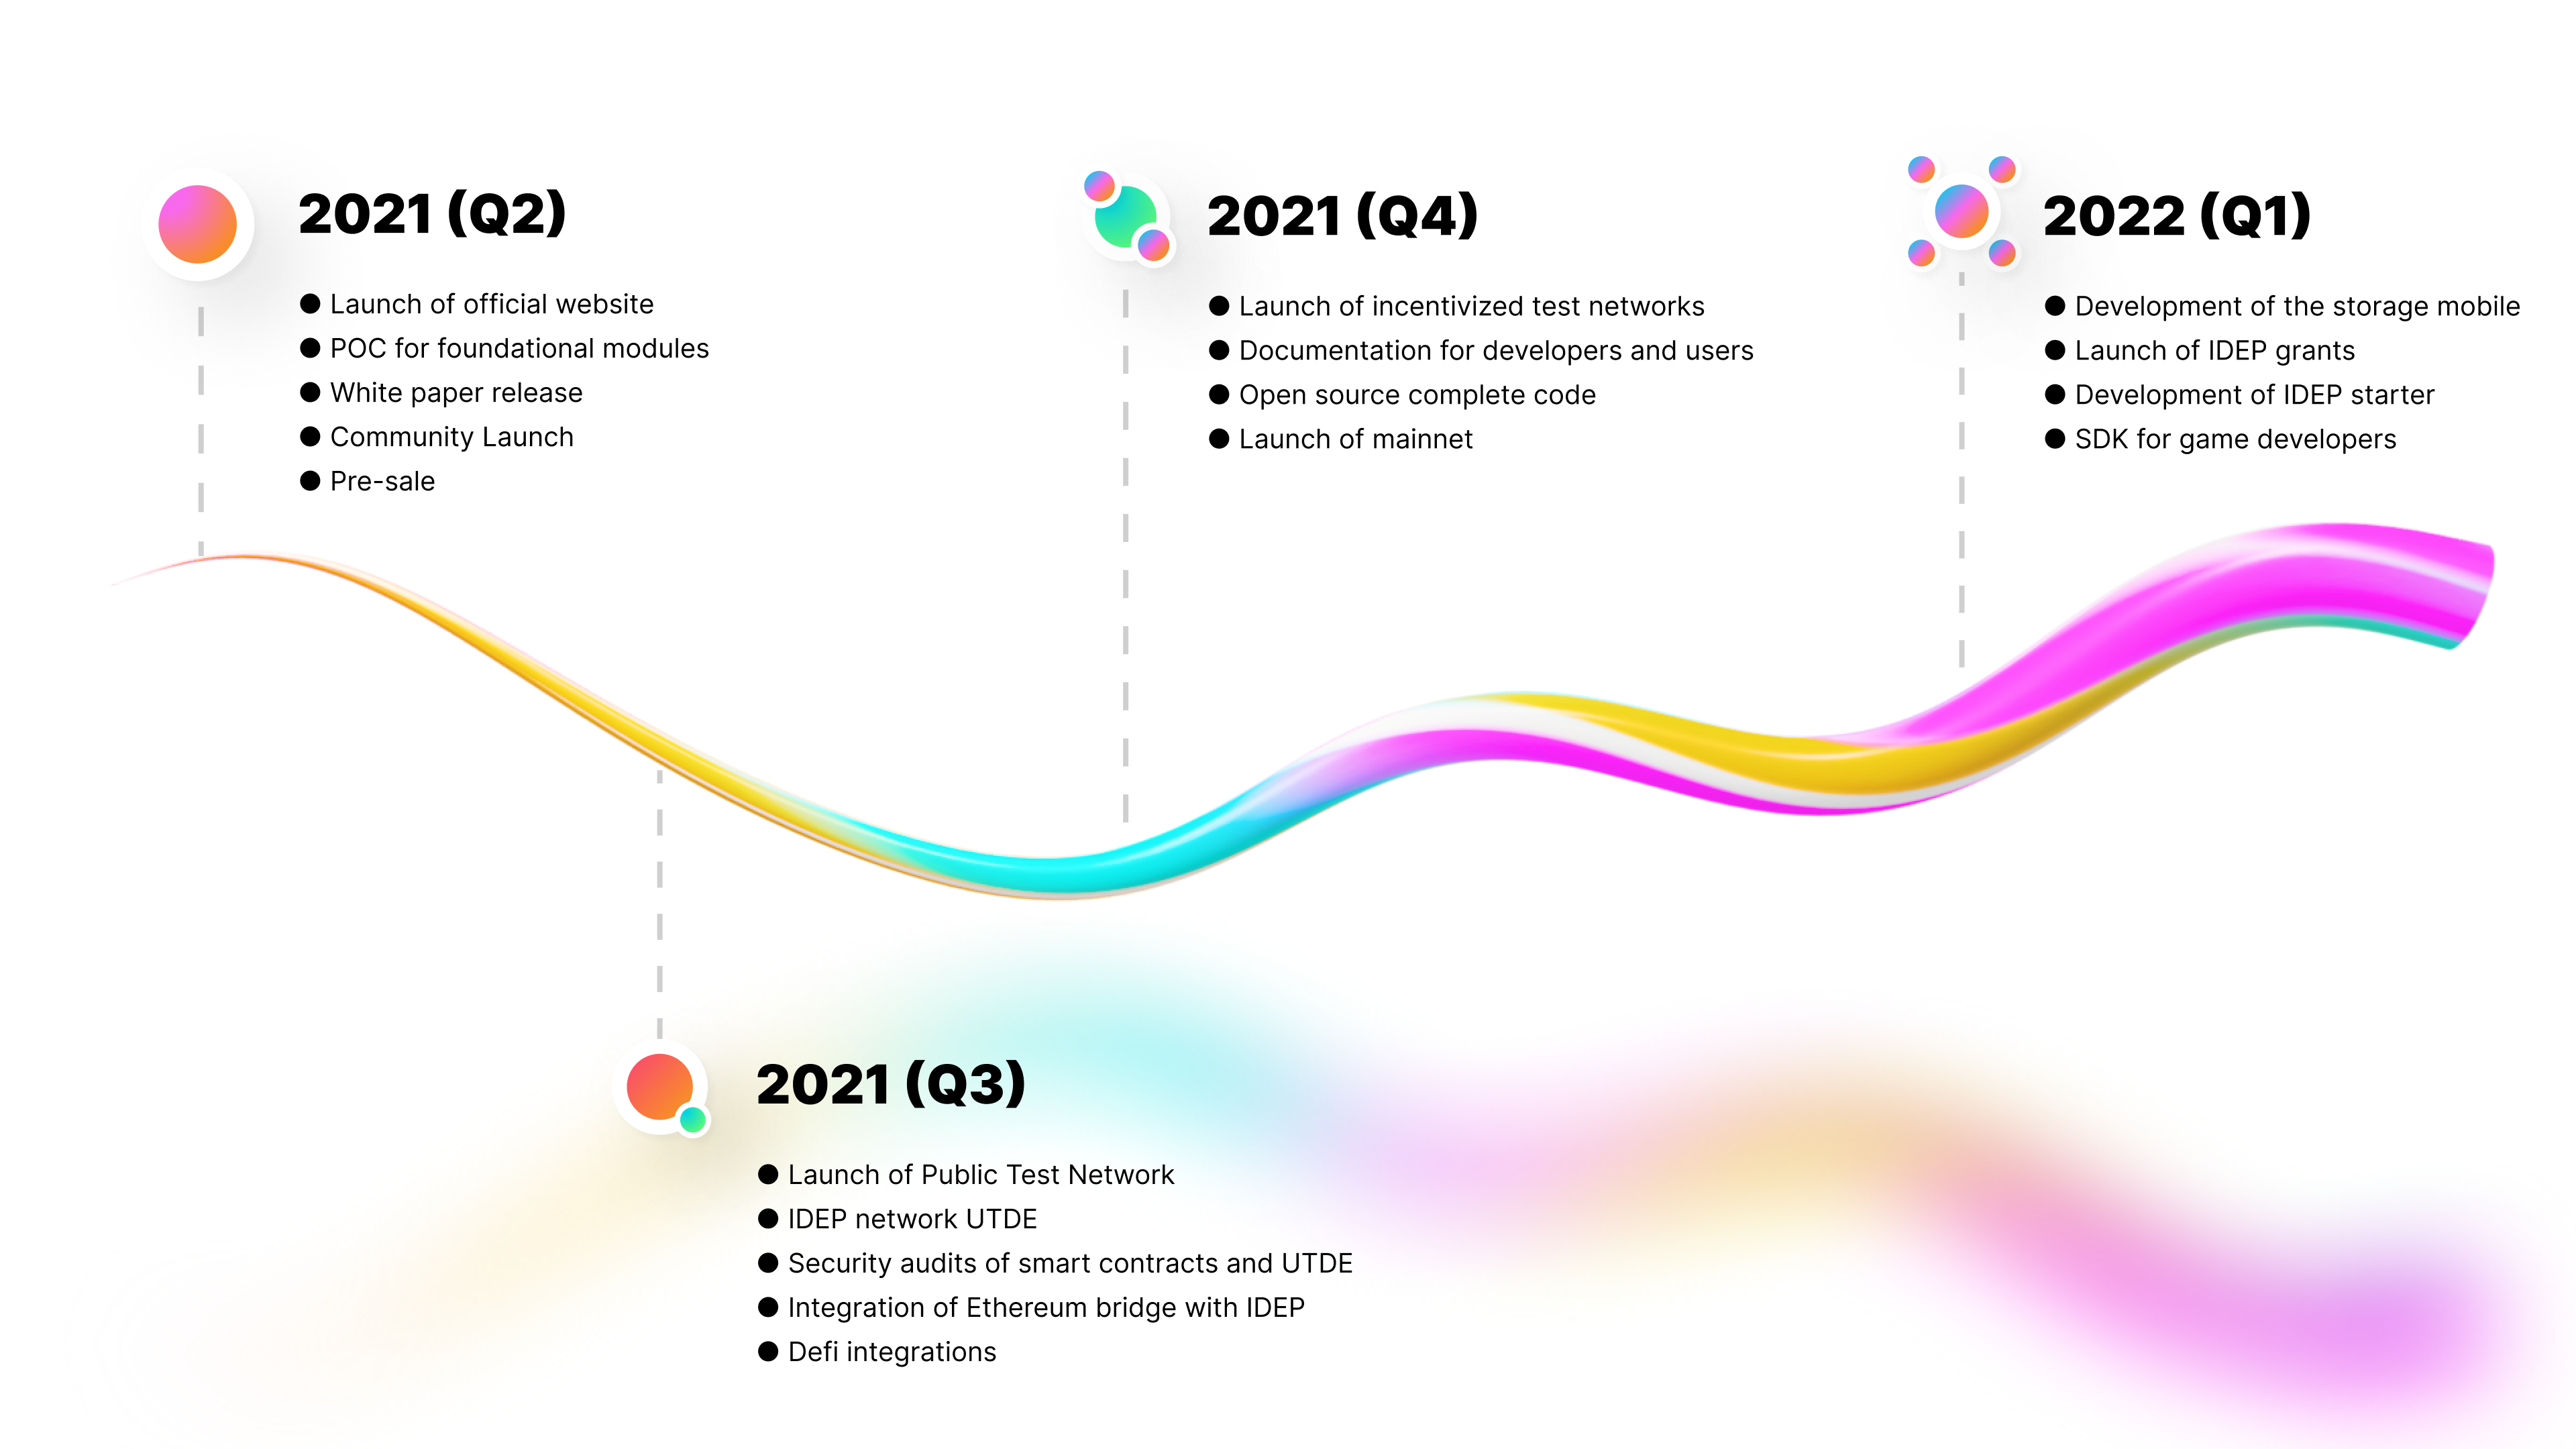 2021 (Q2)
● Launch of official website
● POC for foundational modules
● White paper release
● Community Launch
● Pre-sale
2021 (Q4)
● Launch of incentivized test networks
● Documentation for developers and users
● Open source complete code
● Launch of mainnet
2022 (Q1)
● Development of the storage mobile
● Launch of IDEP grants
● Development of IDEP starter
● SDK for game developers
2021 (Q3)
● Launch of Public Test Network
● IDEP network UTDE
● Security audits of smart contracts and UTDE
● Integration of Ethereum bridge with IDEP
● Defi integrations